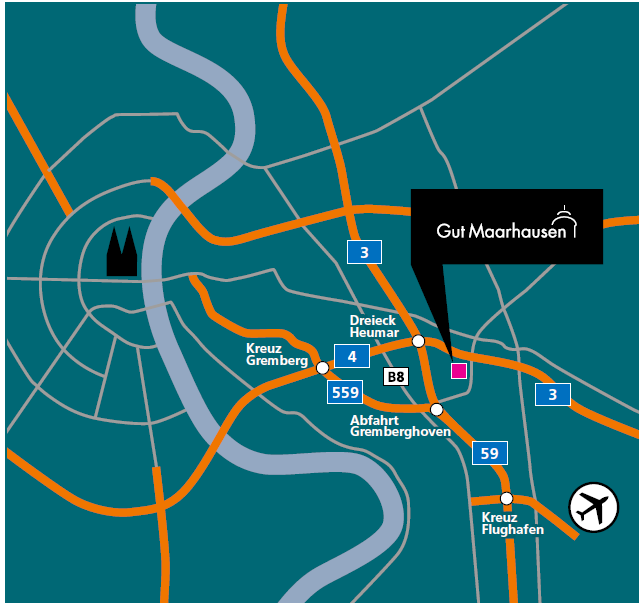 Gut Maarhausen
3
Dreieck
Heumar
Kreuz
Gremberg
4
B8
559
3
Abfahrt
Gremberghoven
59
Kreuz
Flughafen